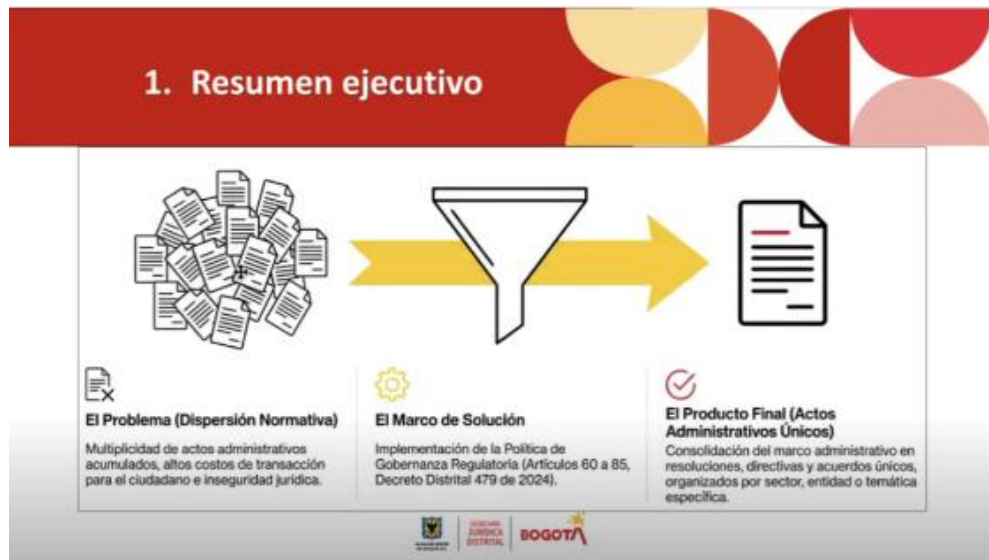 1. Resumen ejecutivo
El Problema (Dispersión Normativa)
Multiplicidad de actos administrativos
acumulados, altos costos de transacción
para el ciudadano e inseguridad jurídica.
El Marco de Solución
Implementación de la Política de
Gobernanza Regulatoria (Artículos 60 a 85,
Decreto Distrital 479 de 2024).
El Producto Final (Actos
Administrativos Únicos)
Consolidación del marco administrativo en
resoluciones, directivas y acuerdos únicos,
organizados por sector, entidad o temática
específica.
SECRETARÍA
JURÍDICA
DISTRITAL
BOGOTÁ